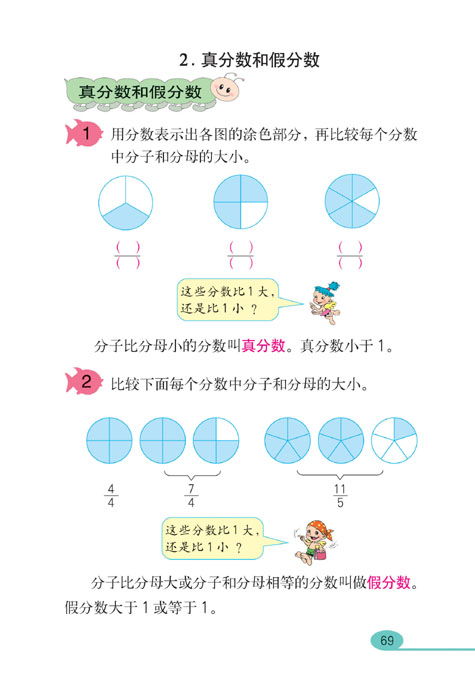 2. 真分数和假分数
真分数和假分数
1 用分数表示出各图的涂色部分，再比较每个分数
中分子和分母的大小。
( ) ( ) ( )
( ) ( ) ( )
这些分数比1大，
还是比1小？
分子比分母小的分数叫真分数。真分数小于1。
2 比较下面每个分数中分子和分母的大小。
4 7 11
4 4 5
这些分数比1大，
还是比1小？
分子比分母大或分子和分母相等的分数叫做假分数。
假分数大于1或等于1。
69